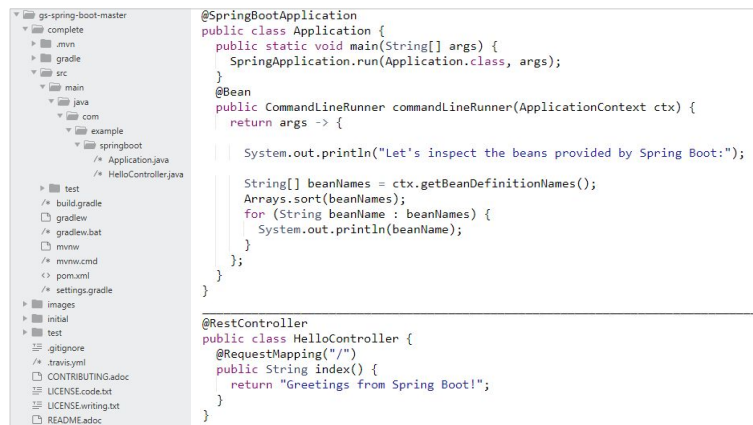 gs-spring-boot-master
complete
.mvn
gradle
src
main
java
com
example
springboot
/* Application.java
/* HelloController.java
test
/* build.gradle
gradlew
/* gradlew.bat
mvnw
/* mvnw.cmd
<> pom.xml
/* settings.gradle
images
initial
test
.gitignore
/* .travis.yml
CONTRIBUTING.adoc
LICENSE.code.txt
LICENSE.writing.txt
README.adoc
@SpringBootApplication
public class Application {
  public static void main(String[] args) {
    SpringApplication.run(Application.class, args);
  }
  @Bean
  public CommandLineRunner commandLineRunner(ApplicationContext ctx) {
    return args -> {
      System.out.println("Let's inspect the beans provided by Spring Boot:");
      String[] beanNames = ctx.getBeanDefinitionNames();
      Arrays.sort(beanNames);
      for (String beanName : beanNames) {
        System.out.println(beanName);
      }
    };
  }
}
@RestController
public class HelloController {
  @RequestMapping("/")
  public String index() {
    return "Greetings from Spring Boot!";
  }
}